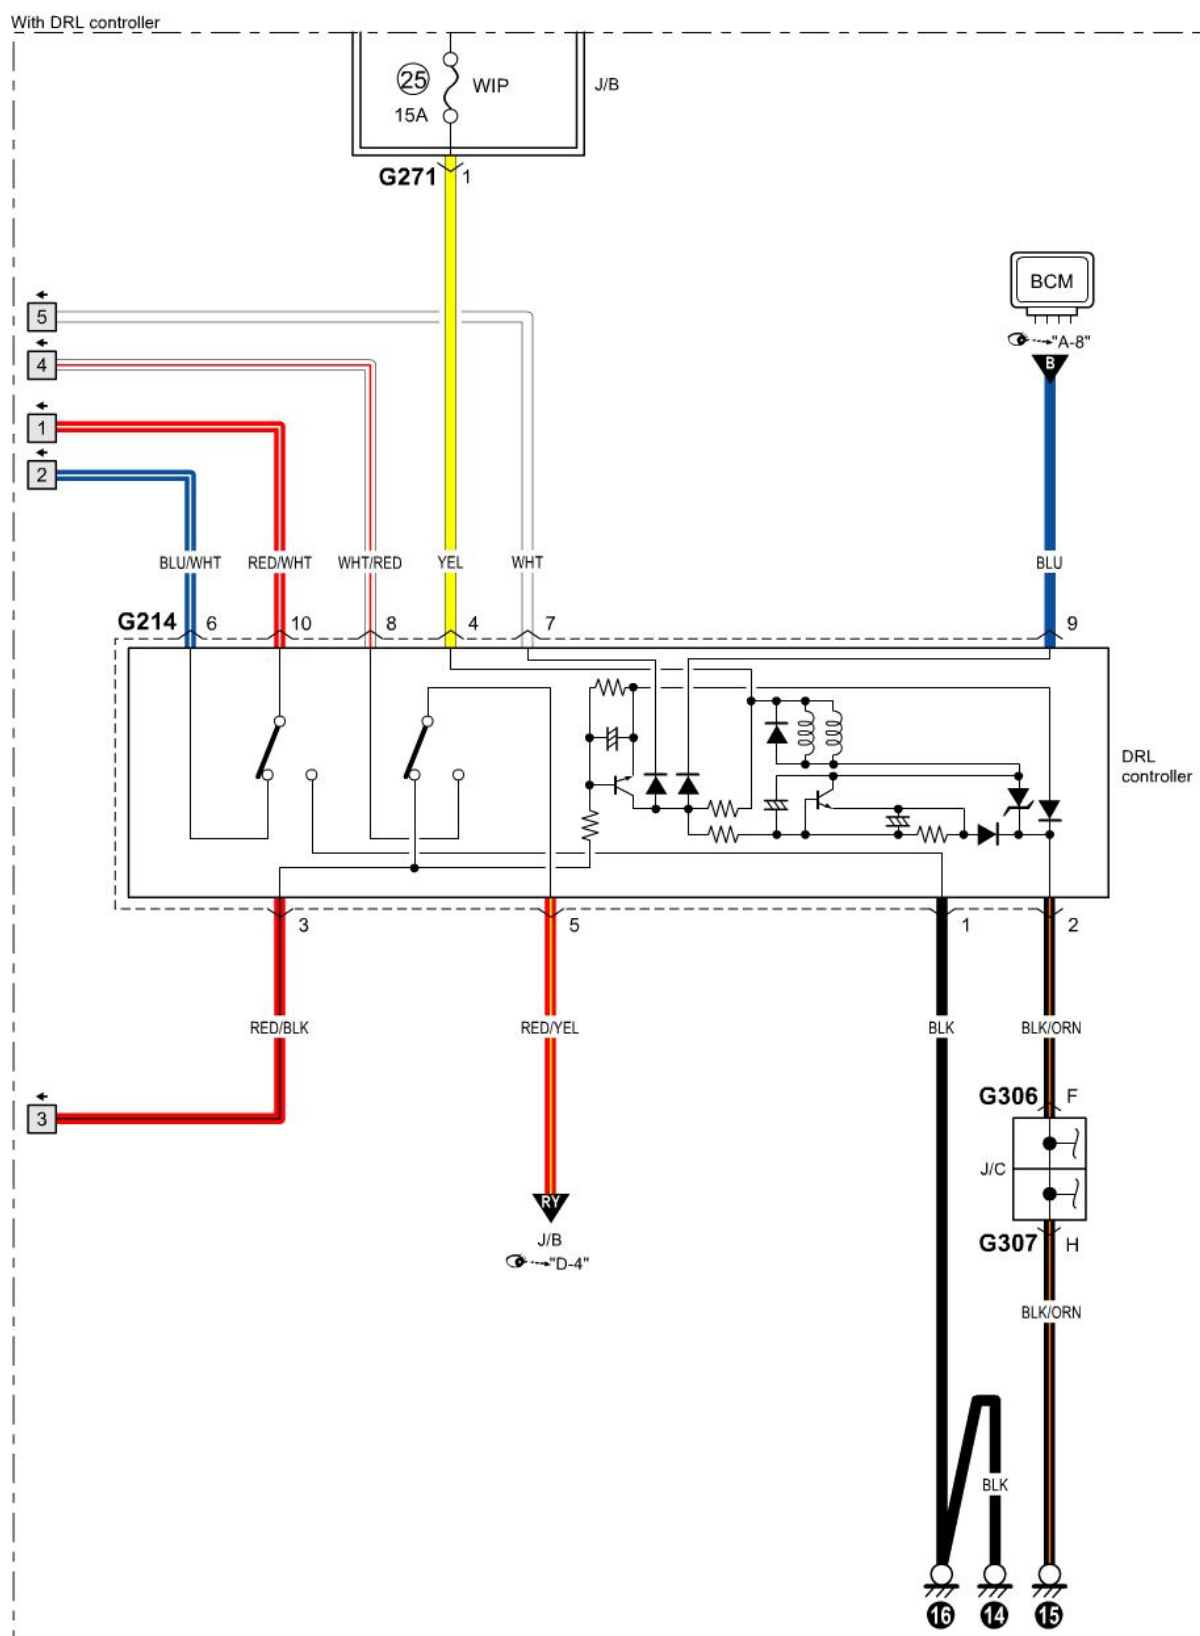 With DRL controller
25
WIP
J/B
15A
G271
1
BCM
"A-8"
B
5
4
1
2
BLU/WHT
RED/WHT
WHT/RED
YEL
WHT
BLU
G214
6
10
8
4
7
9
DRL
controller
3
5
1
2
RED/BLK
RED/YEL
BLK
BLK/ORN
G306
F
3
J/C
RY
J/B
G307
H
"D-4"
BLK/ORN
BLK
16
14
15